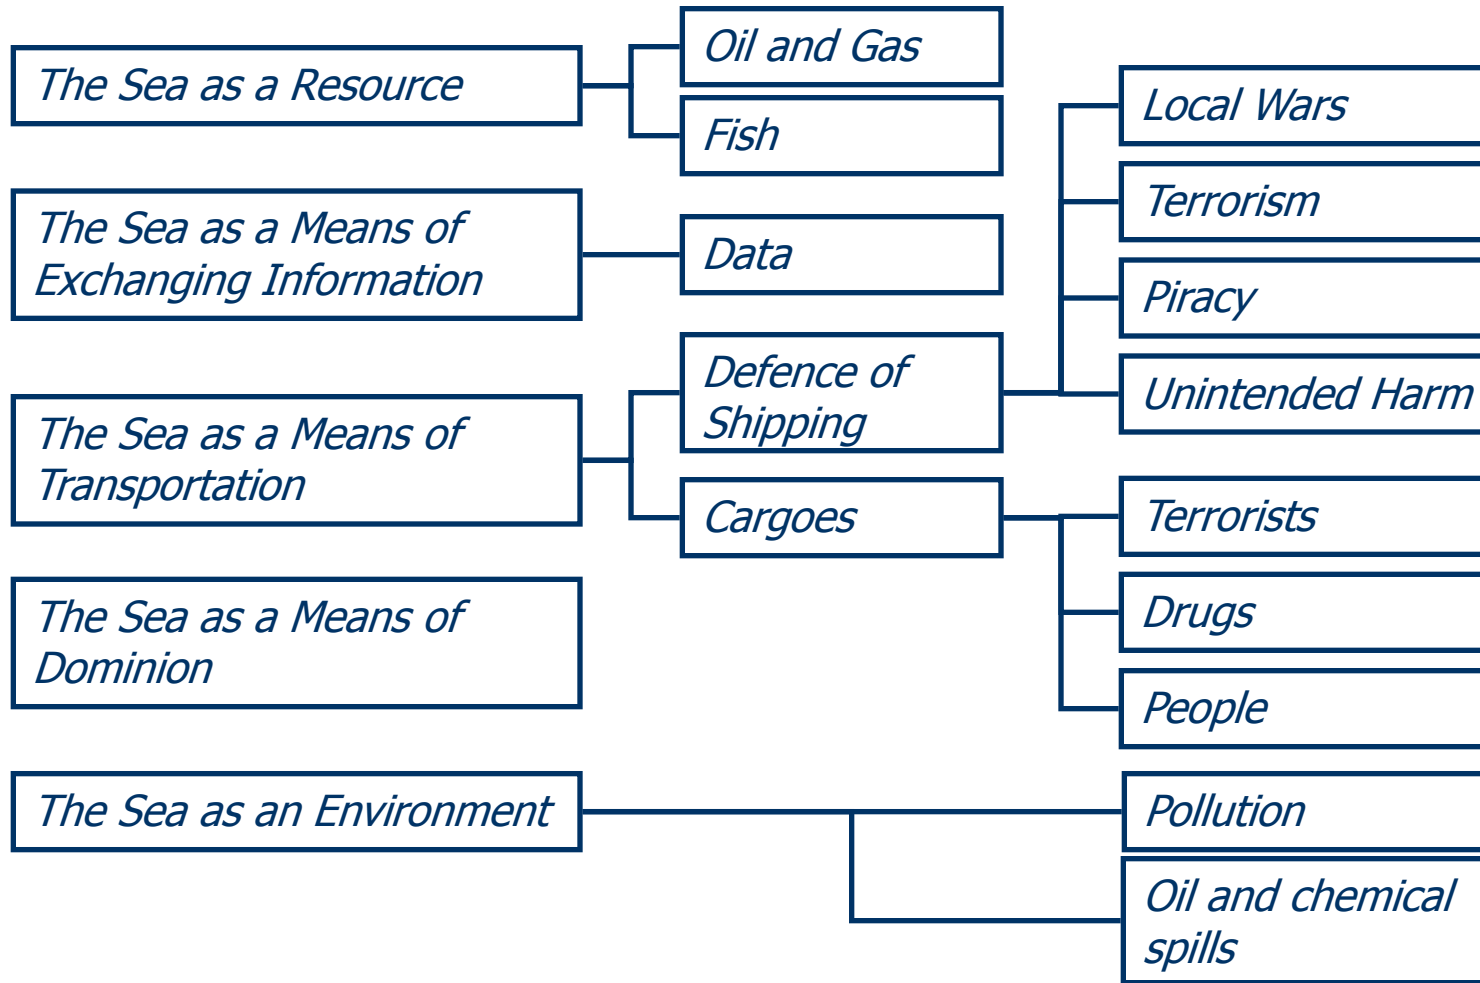 The Sea as a Resource
Oil and Gas
Fish
The Sea as a Means of
Exchanging Information
Data
The Sea as a Means of
Transportation
Defence of
Shipping
Local Wars
Terrorism
Piracy
Unintended Harm
Cargoes
Terrorists
Drugs
People
The Sea as a Means of
Dominion
The Sea as an Environment
Pollution
Oil and chemical
spills